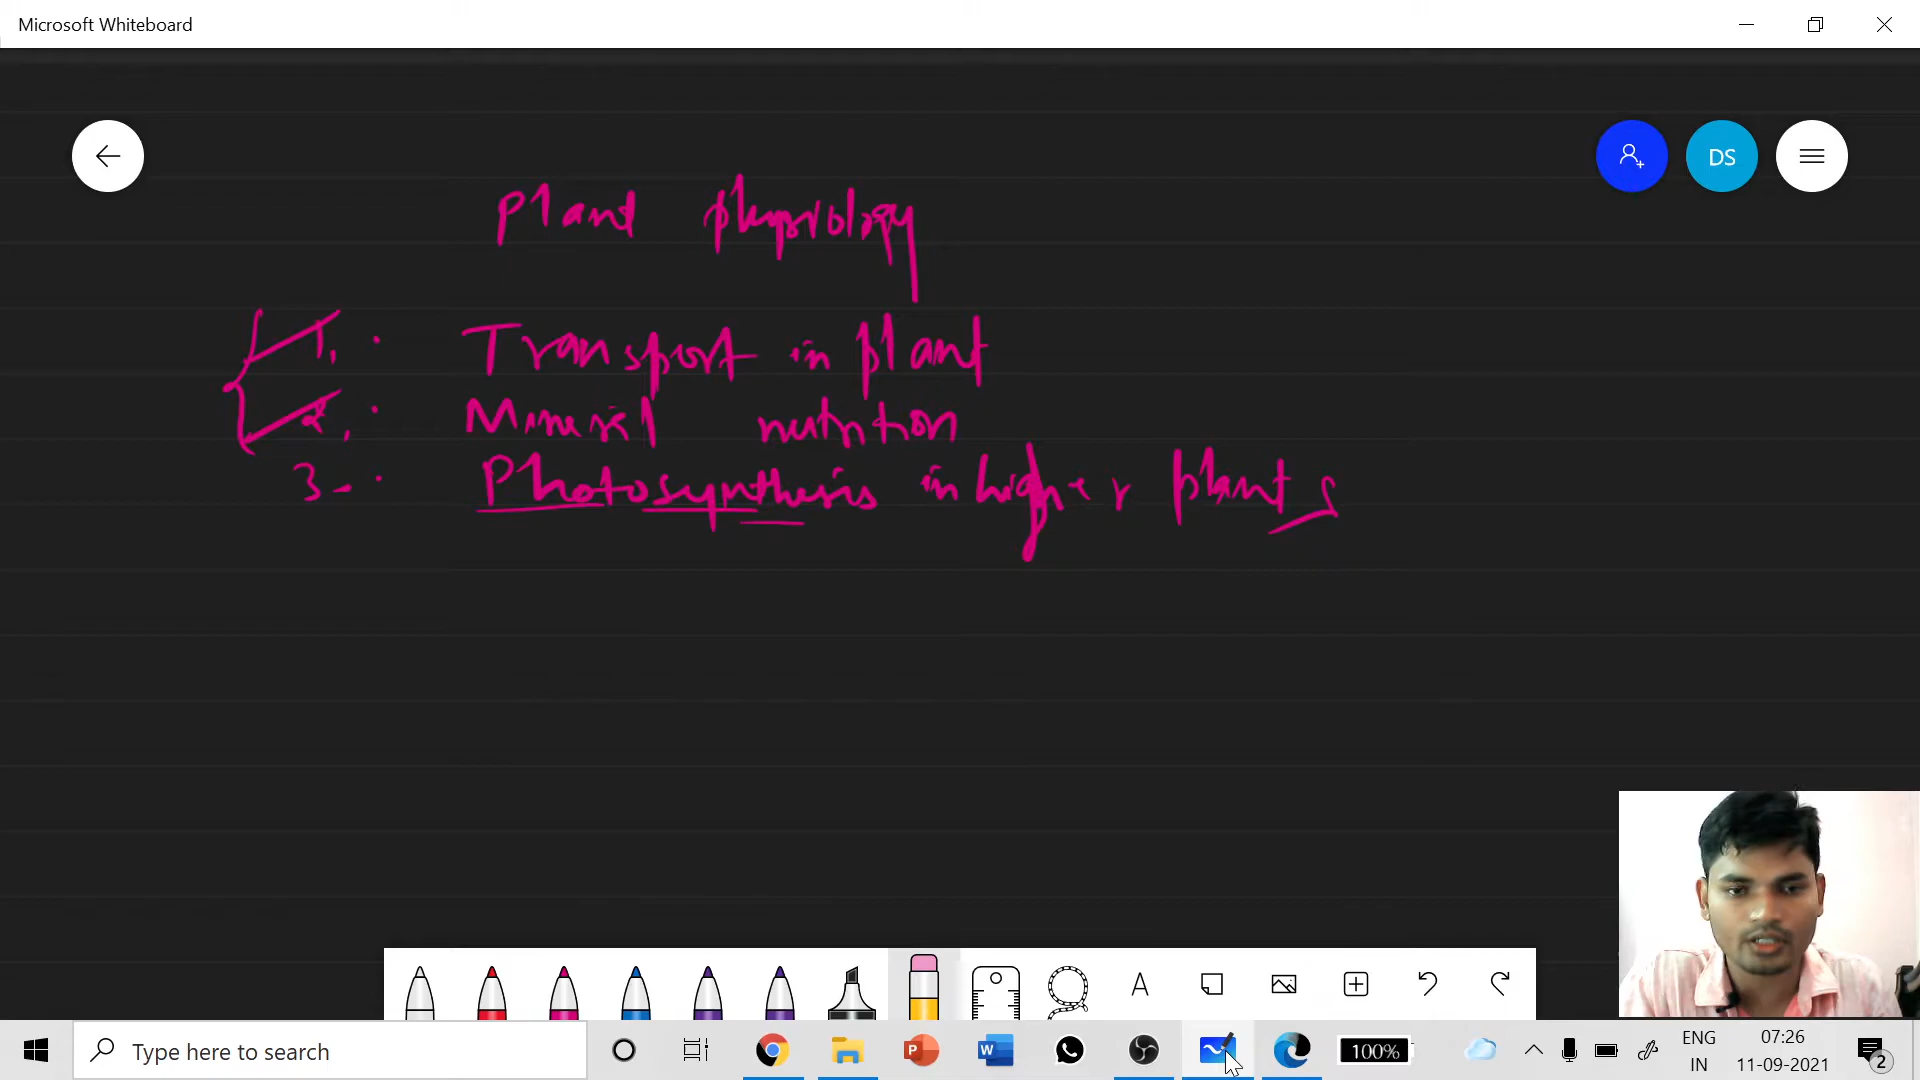 Microsoft Whiteboard
DS
Plant physiology
1. Transport in plant
2. Mineral nutrition
3. Photosynthesis in higher plants
A
Type here to search
100%
ENG
IN
07:26
11-09-2021
2